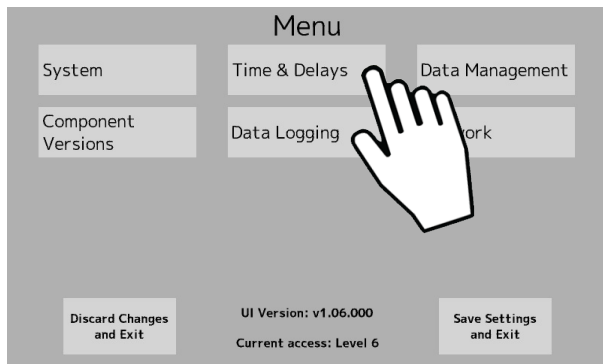 Menu
System
Time & Delays
Data Management
Component
Versions
Data Logging
ork
Discard Changes
and Exit
UI Version: v1.06.000
Current access: Level 6
Save Settings
and Exit